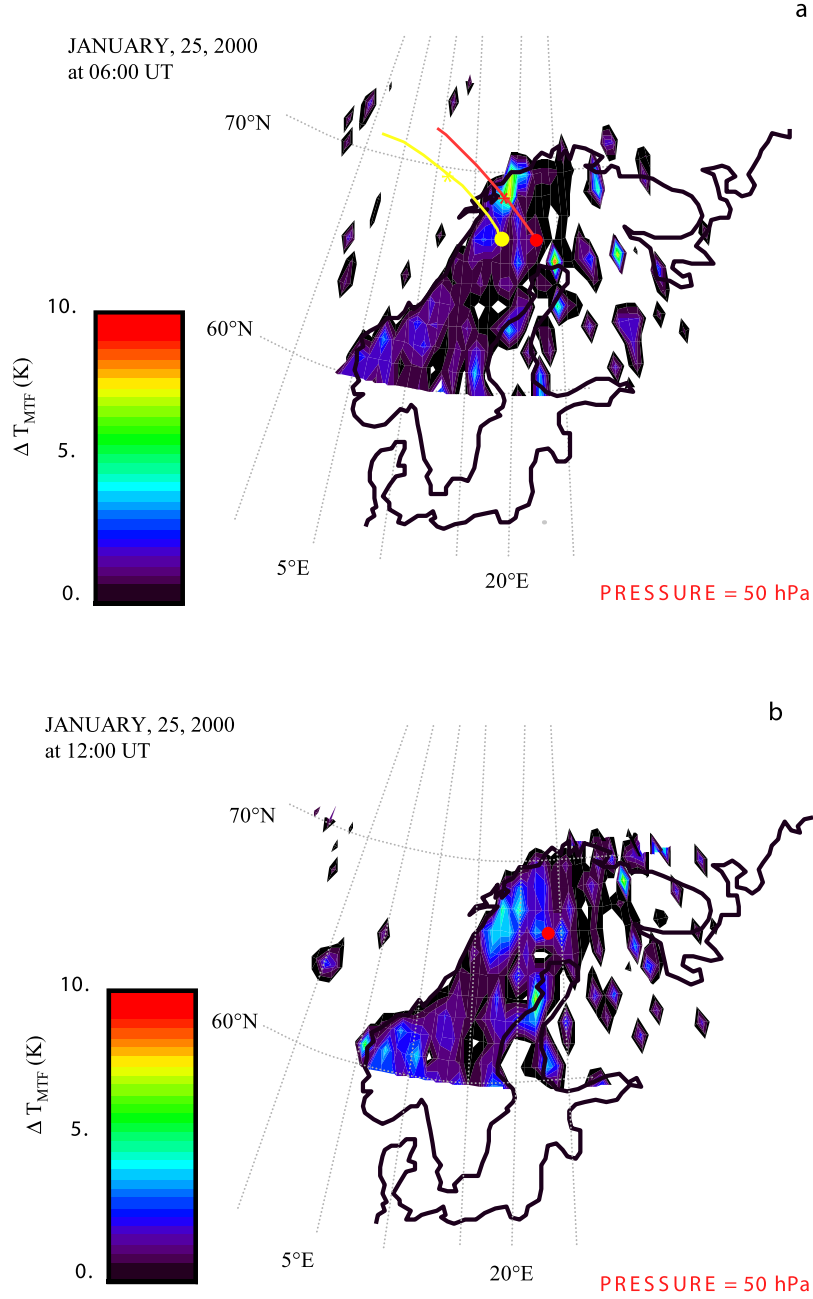 a
JANUARY, 25, 2000
at 06:00 UT
70°N
60°N
10.
5.
0.
Δ T_MTF (K)
5°E
20°E
PRESSURE = 50 hPa
b
JANUARY, 25, 2000
at 12:00 UT
70°N
60°N
10.
5.
0.
Δ T_MTF (K)
5°E
20°E
PRESSURE = 50 hPa